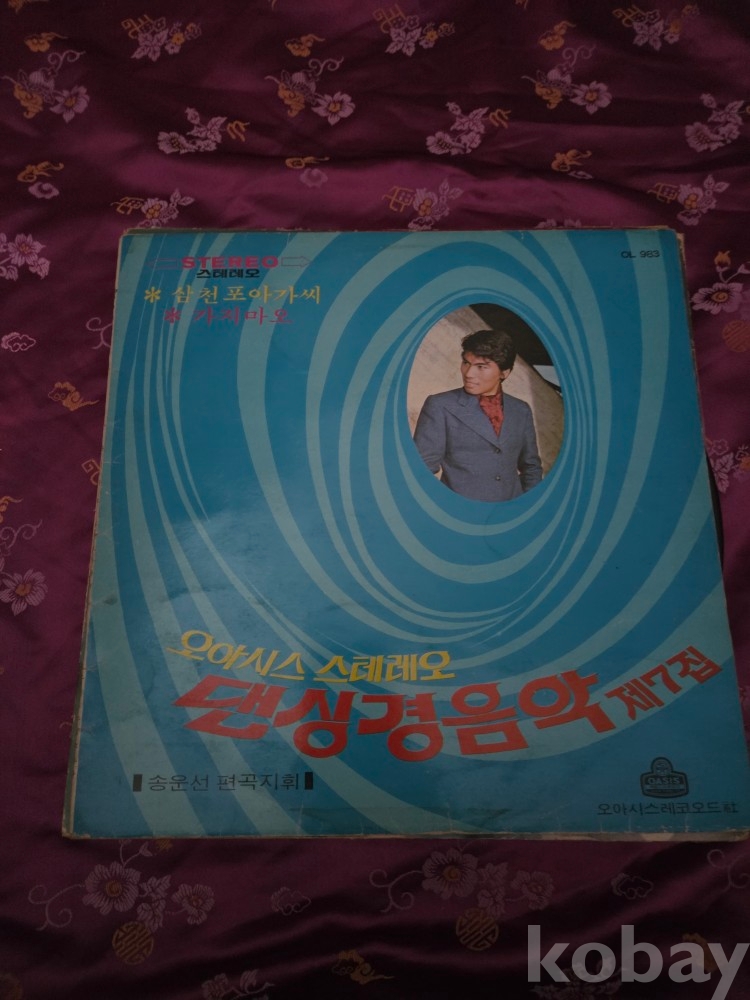 STEREO
스테레오
OL 963
* 삼천포아가씨
* 가지마오
오아시스 스테레오
댄싱경음악 제7집
송운선 편곡지휘
OASIS
오아시스레코오드社
kobay